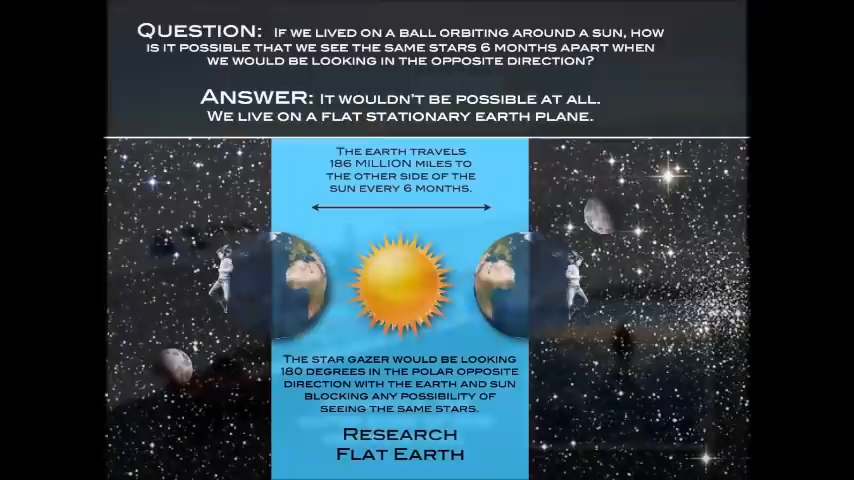 QUESTION: IF WE LIVED ON A BALL ORBITING AROUND A SUN, HOW
IS IT POSSIBLE THAT WE SEE THE SAME STARS 6 MONTHS APART WHEN
WE WOULD BE LOOKING IN THE OPPOSITE DIRECTION?
ANSWER: IT WOULDN'T BE POSSIBLE AT ALL.
WE LIVE ON A FLAT STATIONARY EARTH PLANE.
THE EARTH TRAVELS
186 MILLION MILES TO
THE OTHER SIDE OF THE
SUN EVERY 6 MONTHS.
THE STAR GAZER WOULD BE LOOKING
180 DEGREES IN THE POLAR OPPOSITE
DIRECTION WITH THE EARTH AND SUN
BLOCKING ANY POSSIBILITY OF
SEEING THE SAME STARS.
RESEARCH
FLAT EARTH